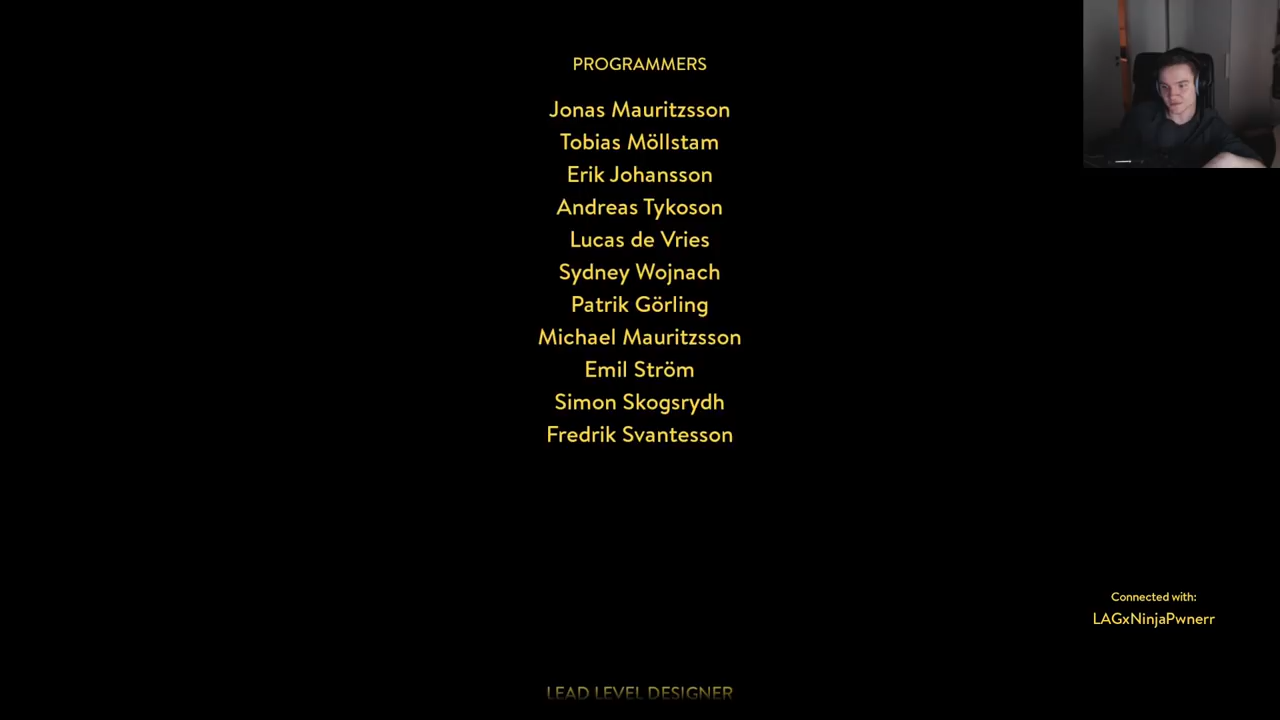 PROGRAMMERS
Jonas Mauritzsson
Tobias Möllstam
Erik Johansson
Andreas Tykoson
Lucas de Vries
Sydney Wojnach
Patrik Görling
Michael Mauritzsson
Emil Ström
Simon Skogsrydh
Fredrik Svantesson
Connected with:
LAGxNinjaPwnerr
LEAD LEVEL DESIGNER